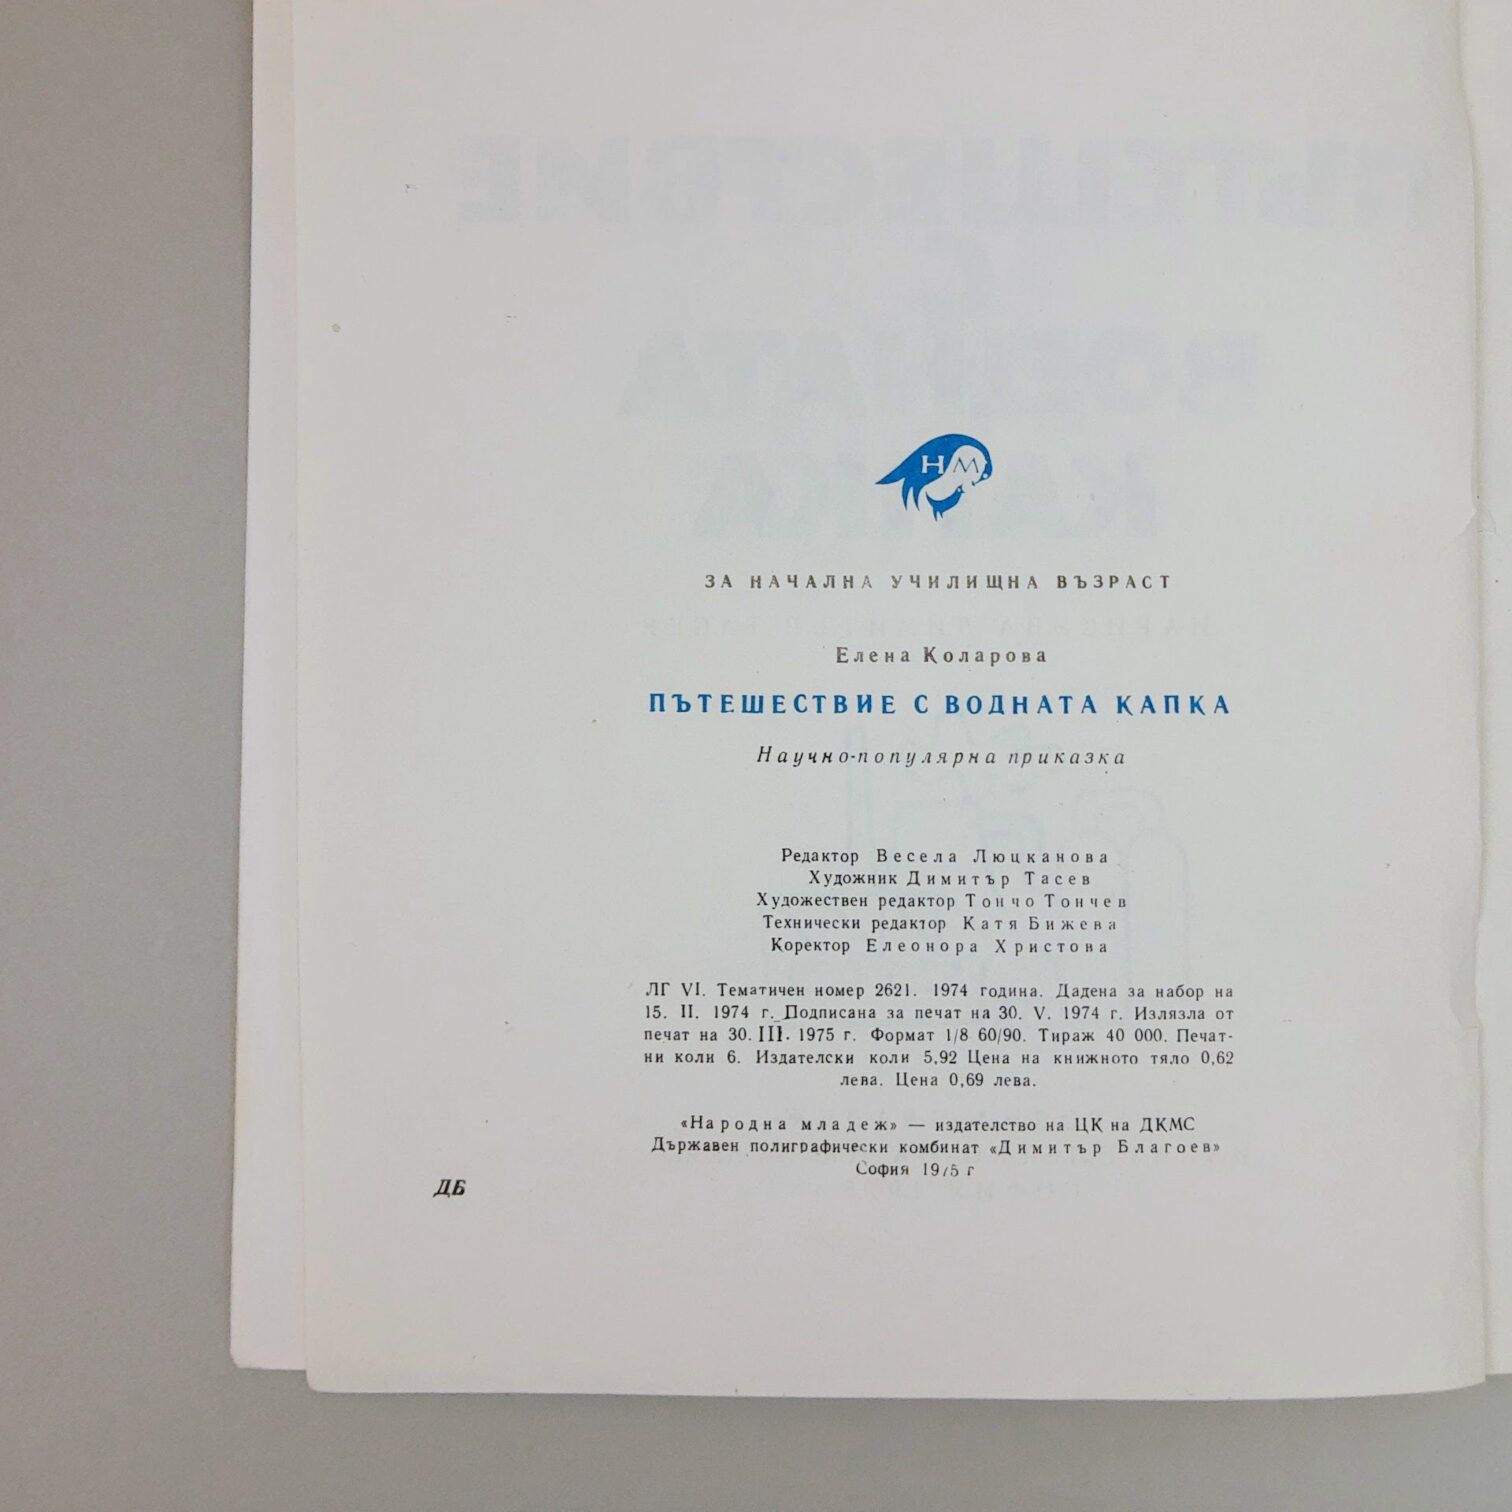 НМ
ЗА НАЧАЛНА УЧИЛИЩНА ВЪЗРАСТ
Елена Коларова
ПЪТЕШЕСТВИЕ С ВОДНАТА КАПКА
Научно-популярна приказка
Редактор Весела Люцканова
Художник Димитър Тасев
Художествен редактор Тончо Тончев
Технически редактор Катя Бижева
Коректор Елеонора Христова
ЛГ VI. Тематичен номер 2621. 1974 година. Дадена за набор на
15. II. 1974 г. Подписана за печат на 30. V. 1974 г. Излязла от
печат на 30. III. 1975 г. Формат 1/8 60/90. Тираж 40 000. Печат-
ни коли 6. Издателски коли 5,92 Цена на книжното тяло 0,62
лева. Цена 0,69 лева.
«Народна младеж» — издателство на ЦК на ДКМС
Държавен полиграфически комбинат «Димитър Благоев»
София 1975 г
ДБ